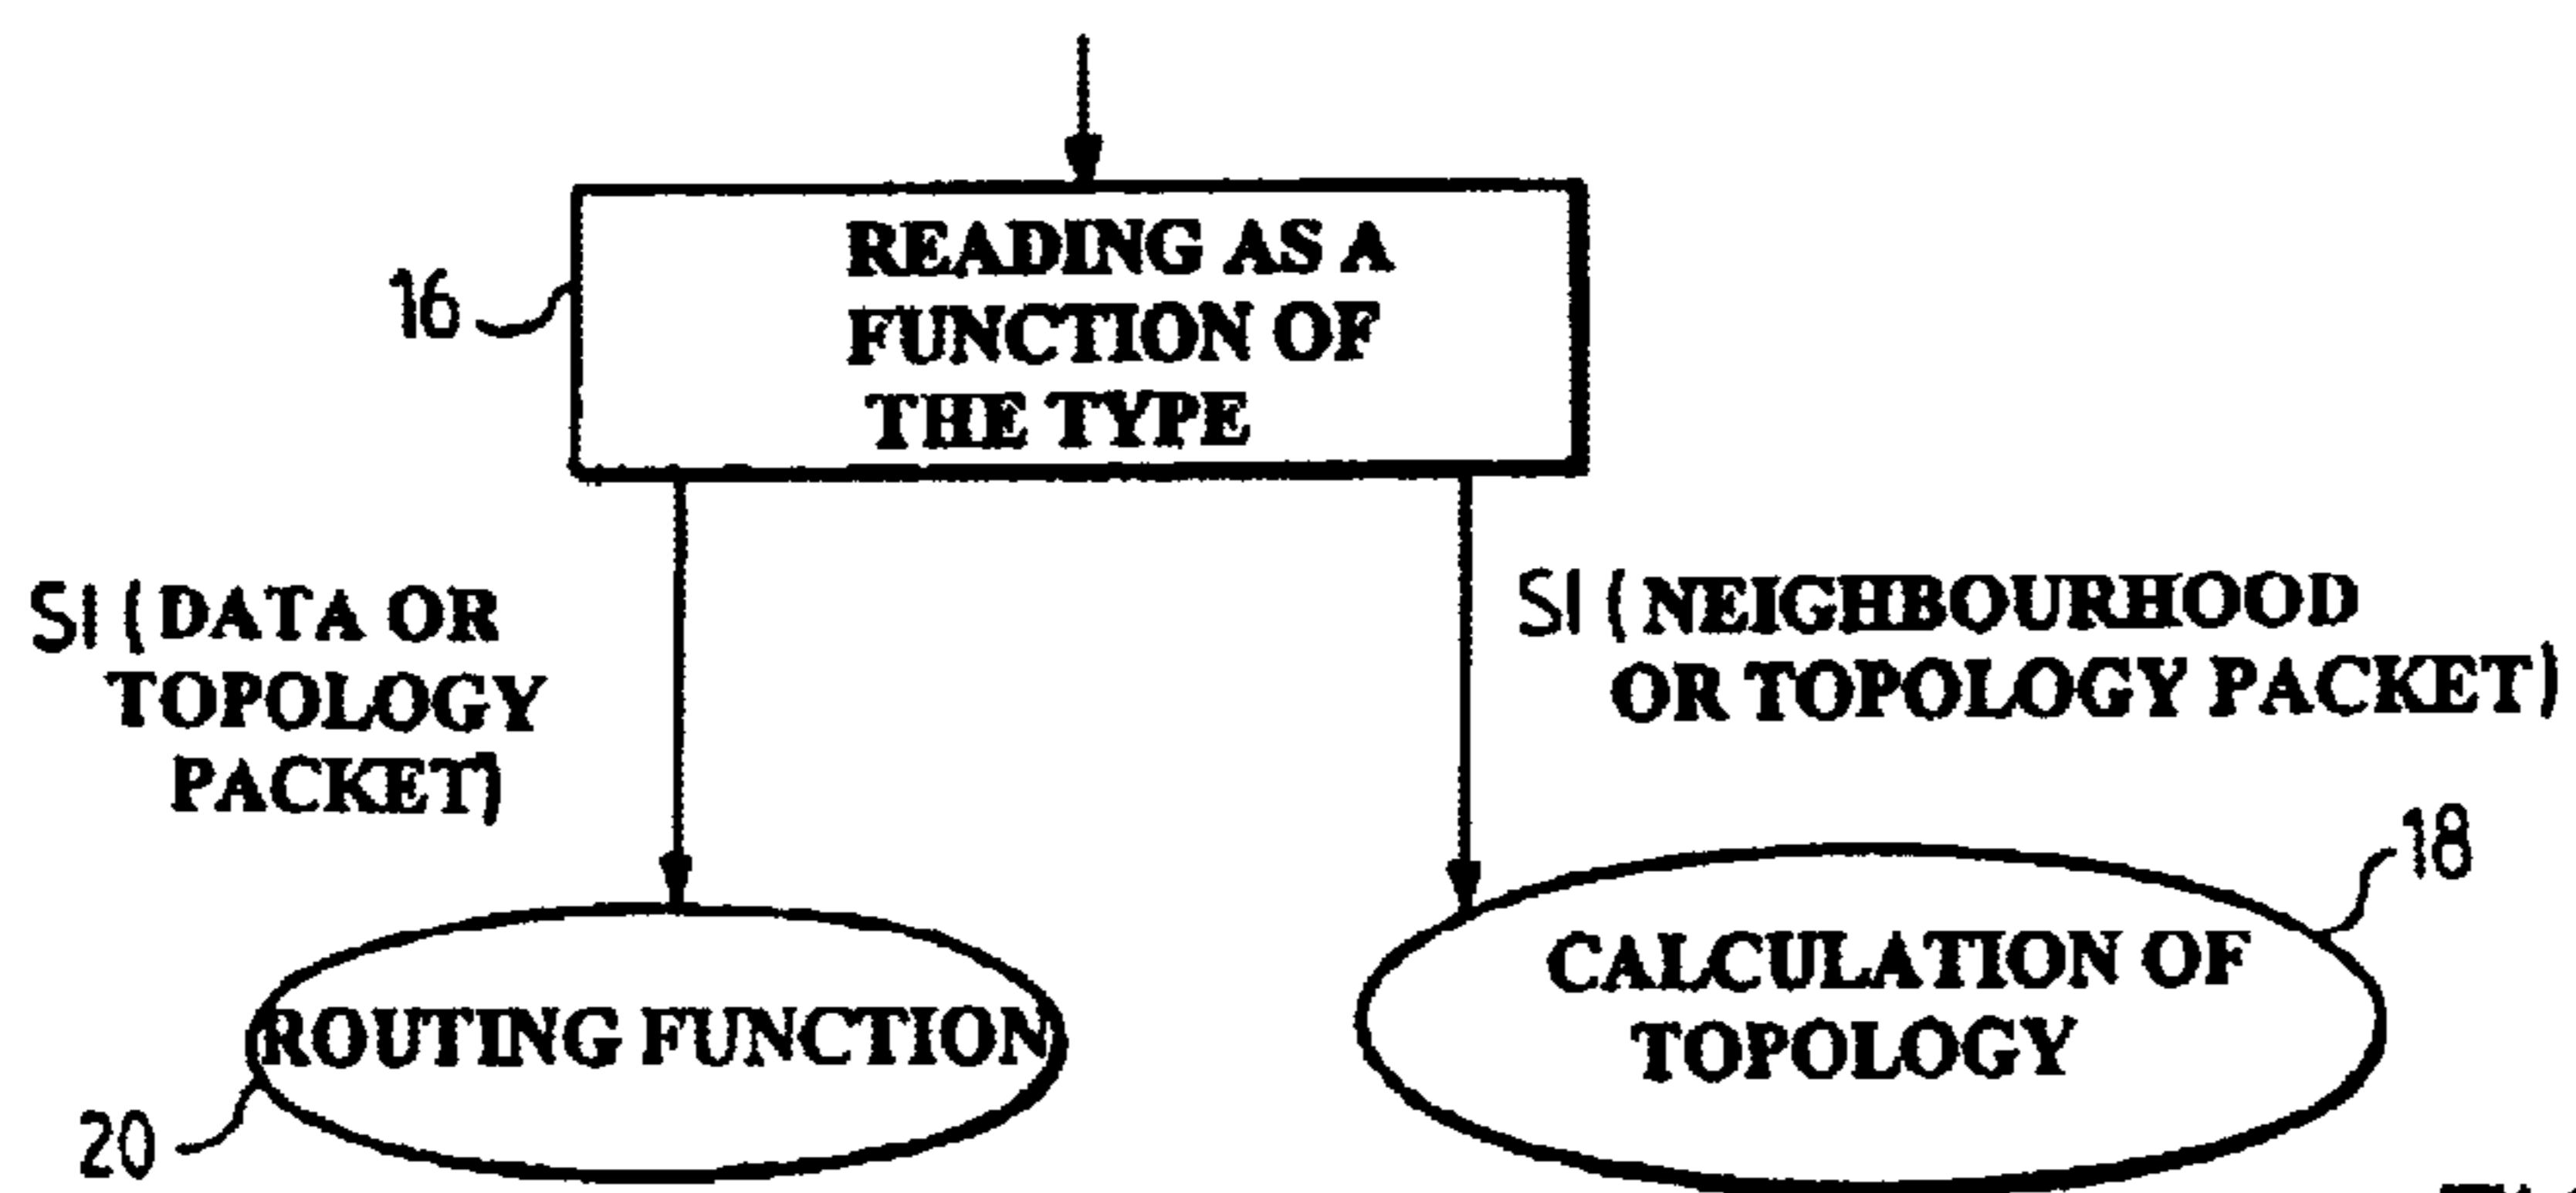 READING AS A
FUNCTION OF
THE TYPE
16
SI (DATA OR
TOPOLOGY
PACKET)
SI (NEIGHBOURHOOD
OR TOPOLOGY PACKET)
18
CALCULATION OF
TOPOLOGY
ROUTING FUNCTION
20